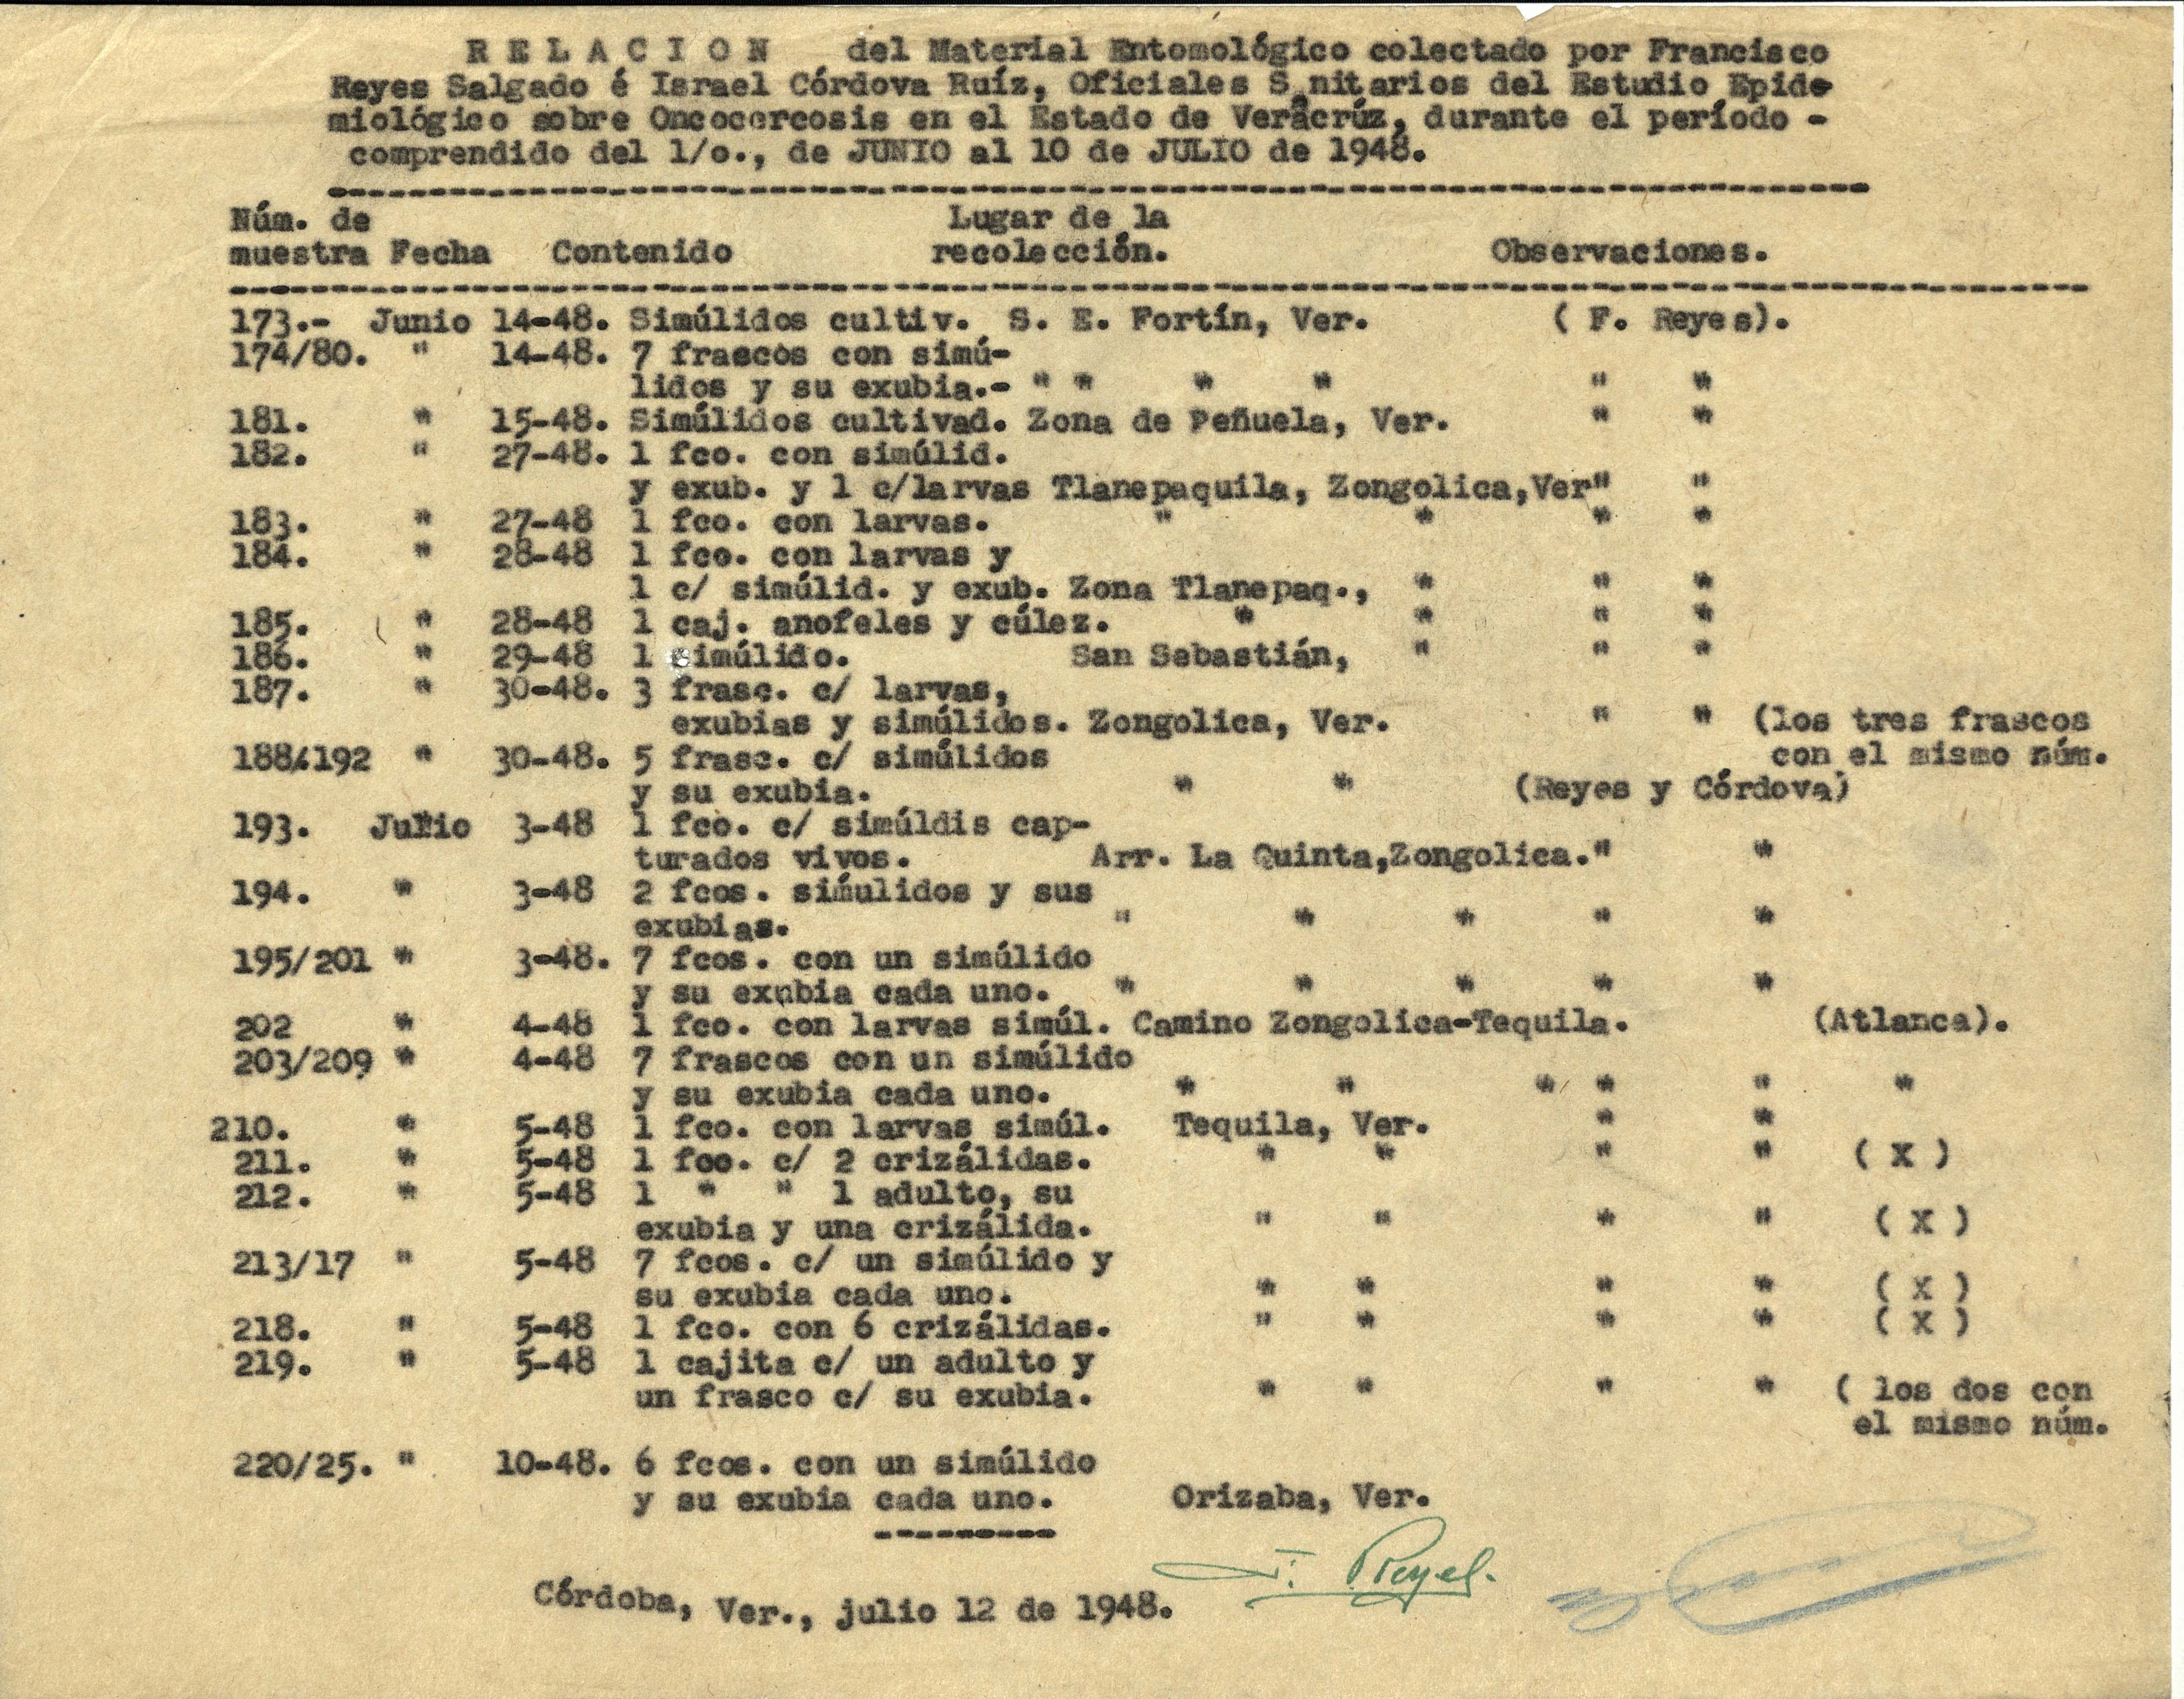 R E L A C I O N del Material Entomológico colectado por Francisco
Reyes Salgado é Israel Córdova Ruíz, Oficiales Sanitarios del Estudio Epide-
miológico sobre Oncocercosis en el Estado de Veracrúz, durante el período -
comprendido del 1/o., de JUNIO al 10 de JULIO de 1948.
Núm. de Lugar de la
muestra Fecha Contenido recolección. Observaciones.
173.- Junio 14-48. Simúlidos cultiv. S. E. Fortín, Ver. ( F. Reyes).
174/80. " 14-48. 7 frascos con simú-
lidos y su exubia.- " " " " " "
181. " 15-48. Simúlidos cultivad. Zona de Peñuela, Ver. " "
182. " 27-48. 1 fco. con simúlid.
y exub. y 1 c/larvas Tlanepaquila, Zongolica,Ver" "
183. " 27-48 1 fco. con larvas. " " " "
184. " 28-48 1 fco. con larvas y
1 c/ simúlid. y exub. Zona Tlanepaq., " " "
185. " 28-48 1 caj. anofeles y cúlez. " " " "
186. " 29-48 1 simúlido. San Sebastián, " " "
187. " 30-48. 3 frasc. c/ larvas,
exubias y simúlidos. Zongolica, Ver. " " (los tres frascos
188/192 " 30-48. 5 frasc. c/ simúlidos con el mismo núm.
y su exubia. " " (Reyes y Córdova)
193. Julio 3-48 1 fco. c/ simúldis cap-
turados vivos. Arr. La Quinta,Zongolica." "
194. " 3-48 2 fcos. simulidos y sus
exubias. " " " " "
195/201 " 3-48. 7 fcos. con un simúlido
y su exubia cada uno. " " " " "
202 " 4-48 1 fco. con larvas simúl. Camino Zongolica-Tequila. (Atlanca).
203/209 " 4-48 7 frascos con un simúlido
y su exubia cada uno. " " " " " "
210. " 5-48 1 fco. con larvas simúl. Tequila, Ver. " "
211. " 5-48 1 fco. c/ 2 crizálidas. " " " " ( X )
212. " 5-48 1 " " 1 adulto, su
exubia y una crizálida. " " " " ( X )
213/17 " 5-48 7 fcos. c/ un simúlido y
su exubia cada uno. " " " " ( X )
218. " 5-48 1 fco. con 6 crizálidas. " " " " ( X )
219. " 5-48 1 cajita c/ un adulto y
un frasco c/ su exubia. " " " " ( los dos con
el mismo núm.
220/25. " 10-48. 6 fcos. con un simúlido
y su exubia cada uno. Orizaba, Ver.
Córdoba, Ver., julio 12 de 1948.